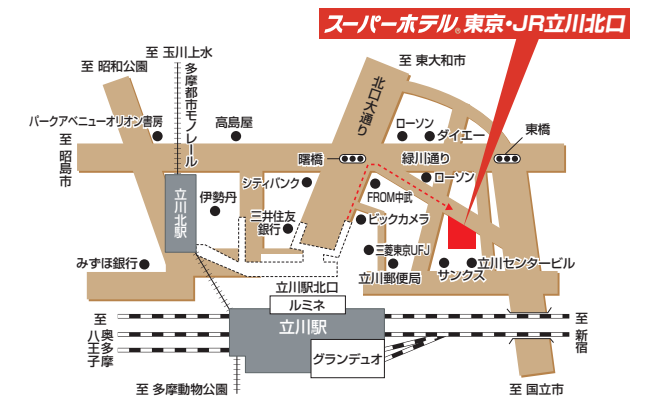 スーパーホテル®東京・JR立川北口
至 玉川上水
至 昭和公園
至 東大和市
多摩都市モノレール
北口大通り
パークアベニューオリオン書房
高島屋
ローソン
ダイエー
東橋
至 昭島市
曙橋
緑川通り
シティバンク
ローソン
立川北駅
伊勢丹
FROM中武
三井住友
銀行
ビックカメラ
みずほ銀行
三菱東京UFJ
立川郵便局
サンクス
立川センタービル
立川駅北口
ルミネ
立川駅
グランデュオ
至
奥多摩
八王子
至
新宿
至 多摩動物公園
至 国立市